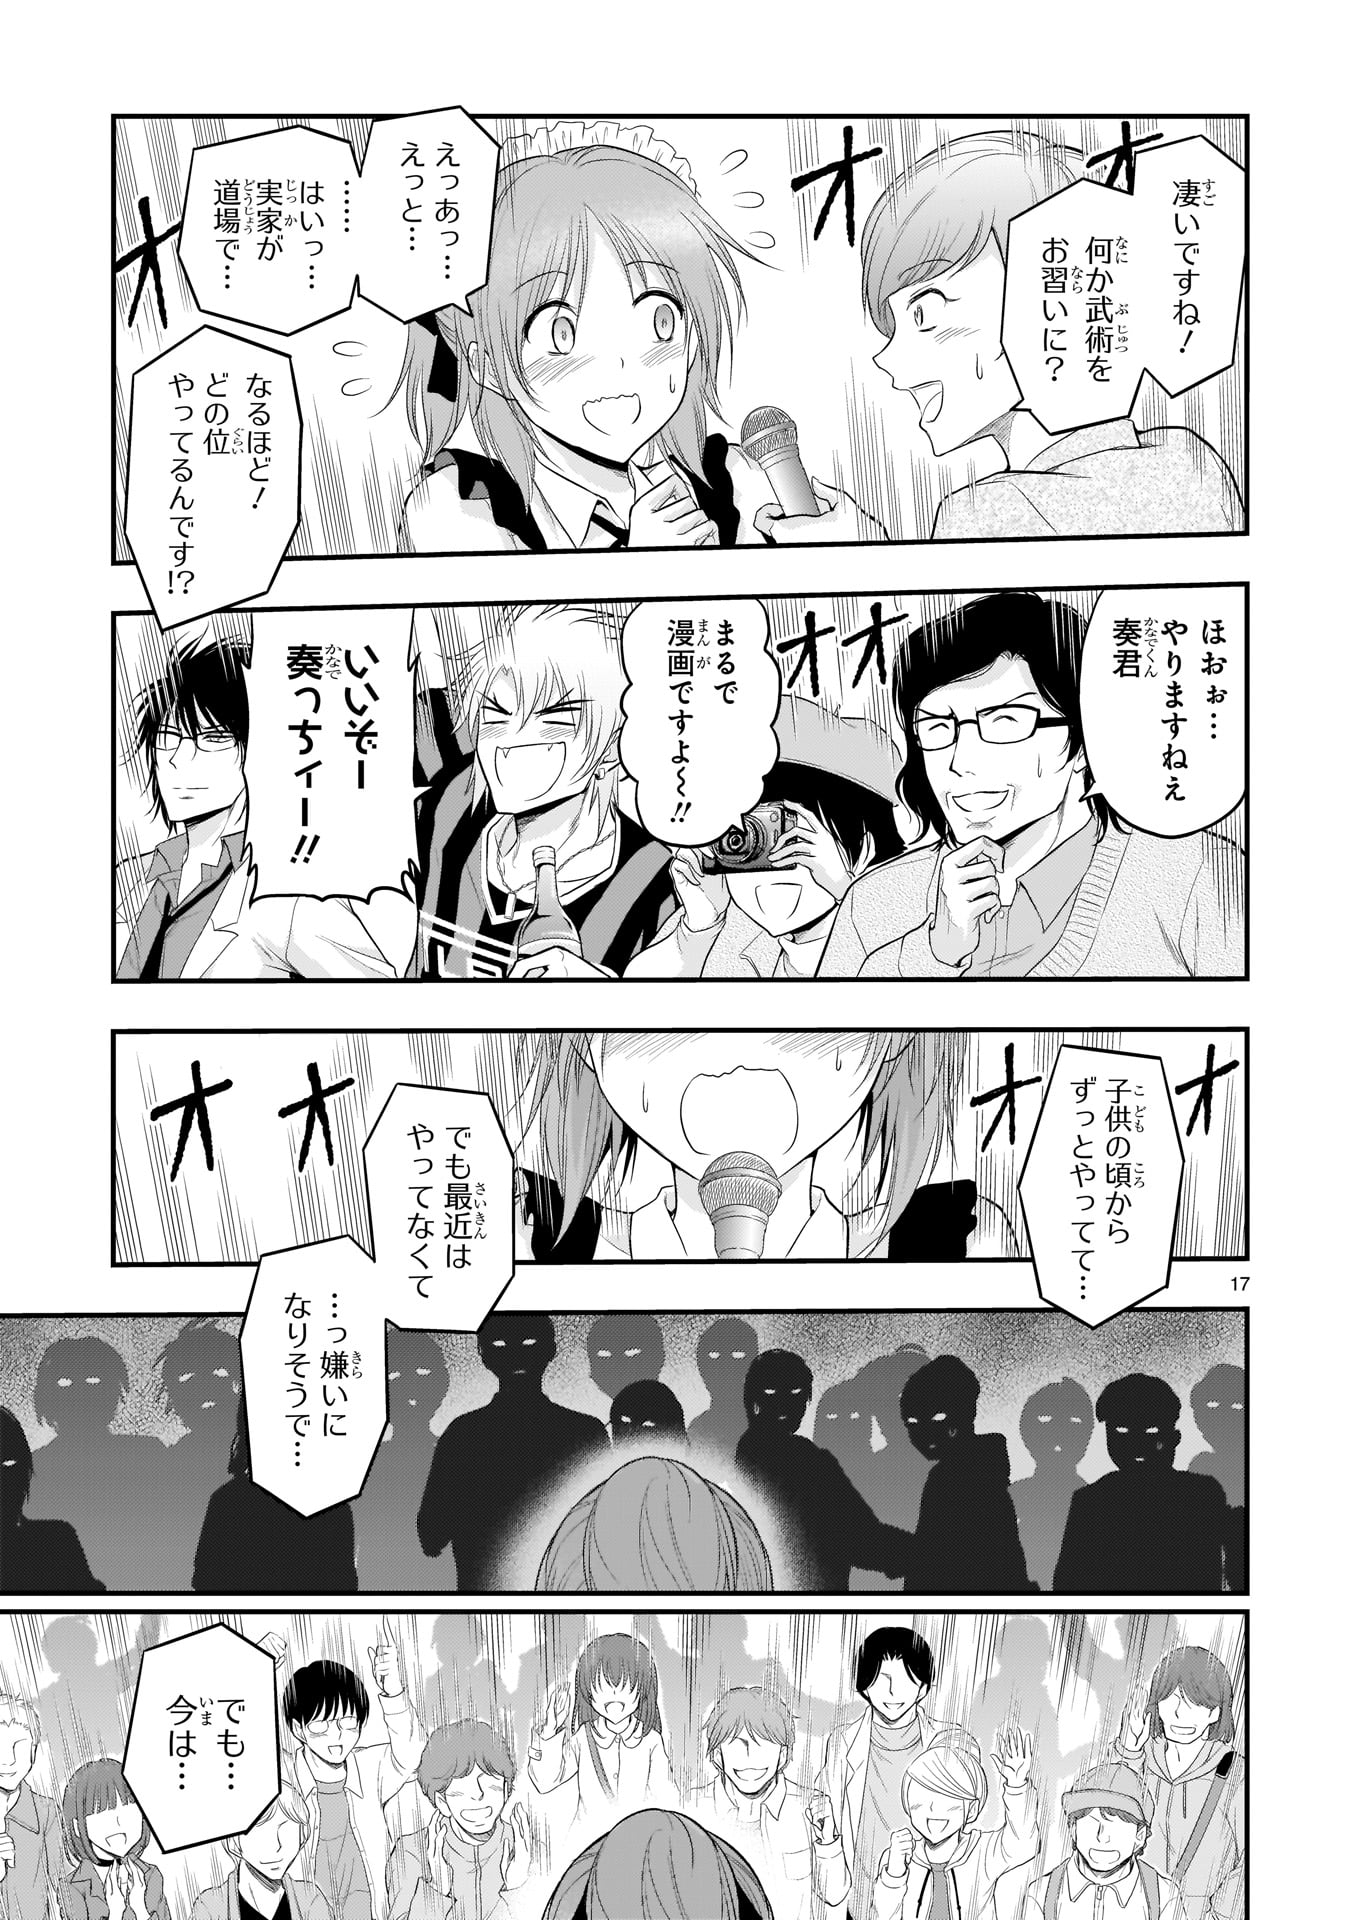 凄いですね!
何か武術を
お習いに?
えっあっ…
えっと…
……
はいっ…
実家が
道場で…
なるほど!
どの位
やってるんです!?
オ
オ
オ
オ
ほおぉ…
やりますねえ
奏君
まるで
漫画ですよ〜!!
いいぞー
奏っちィー!!
オ
オ
子供の頃から
ずっとやってて…
でも最近は
やってなくて
…っ嫌いに
なりそうで…
オ
オ
オ
オ
17
でも…
今は…